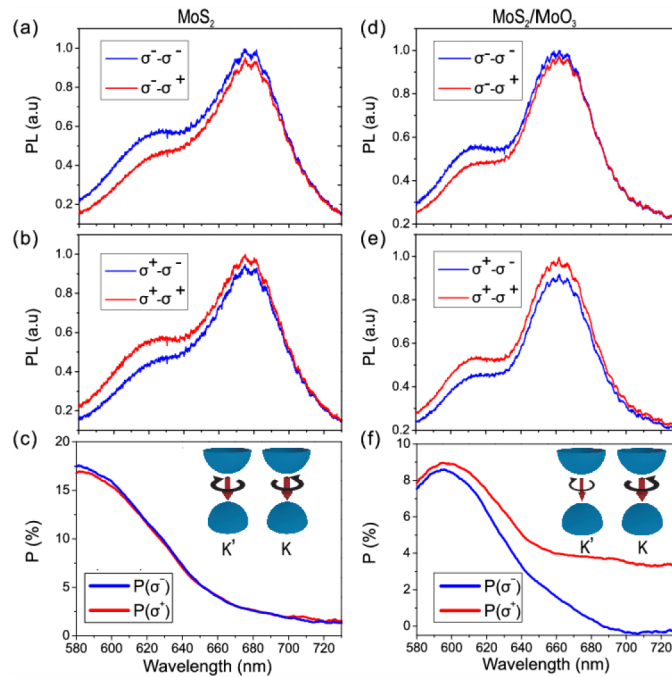 MoS₂
MoS₂/MoO₃
(a)
1.0
0.8
0.6
0.4
0.2
PL (a.u)
σ⁻-σ⁻
σ⁻-σ⁺
(d)
1.0
0.8
0.6
0.4
0.2
PL (a.u)
σ⁻-σ⁻
σ⁻-σ⁺
(b)
1.0
0.8
0.6
0.4
0.2
PL (a.u)
σ⁺-σ⁻
σ⁺-σ⁺
(e)
1.0
0.8
0.6
0.4
0.2
PL (a.u)
σ⁺-σ⁻
σ⁺-σ⁺
(c)
20
15
10
5
0
P (%)
K’
K
P(σ⁻)
P(σ⁺)
580 600 620 640 660 680 700 720
Wavelength (nm)
(f)
10
8
6
4
2
0
P (%)
K’
K
P(σ⁻)
P(σ⁺)
580 600 620 640 660 680 700 720
Wavelength (nm)